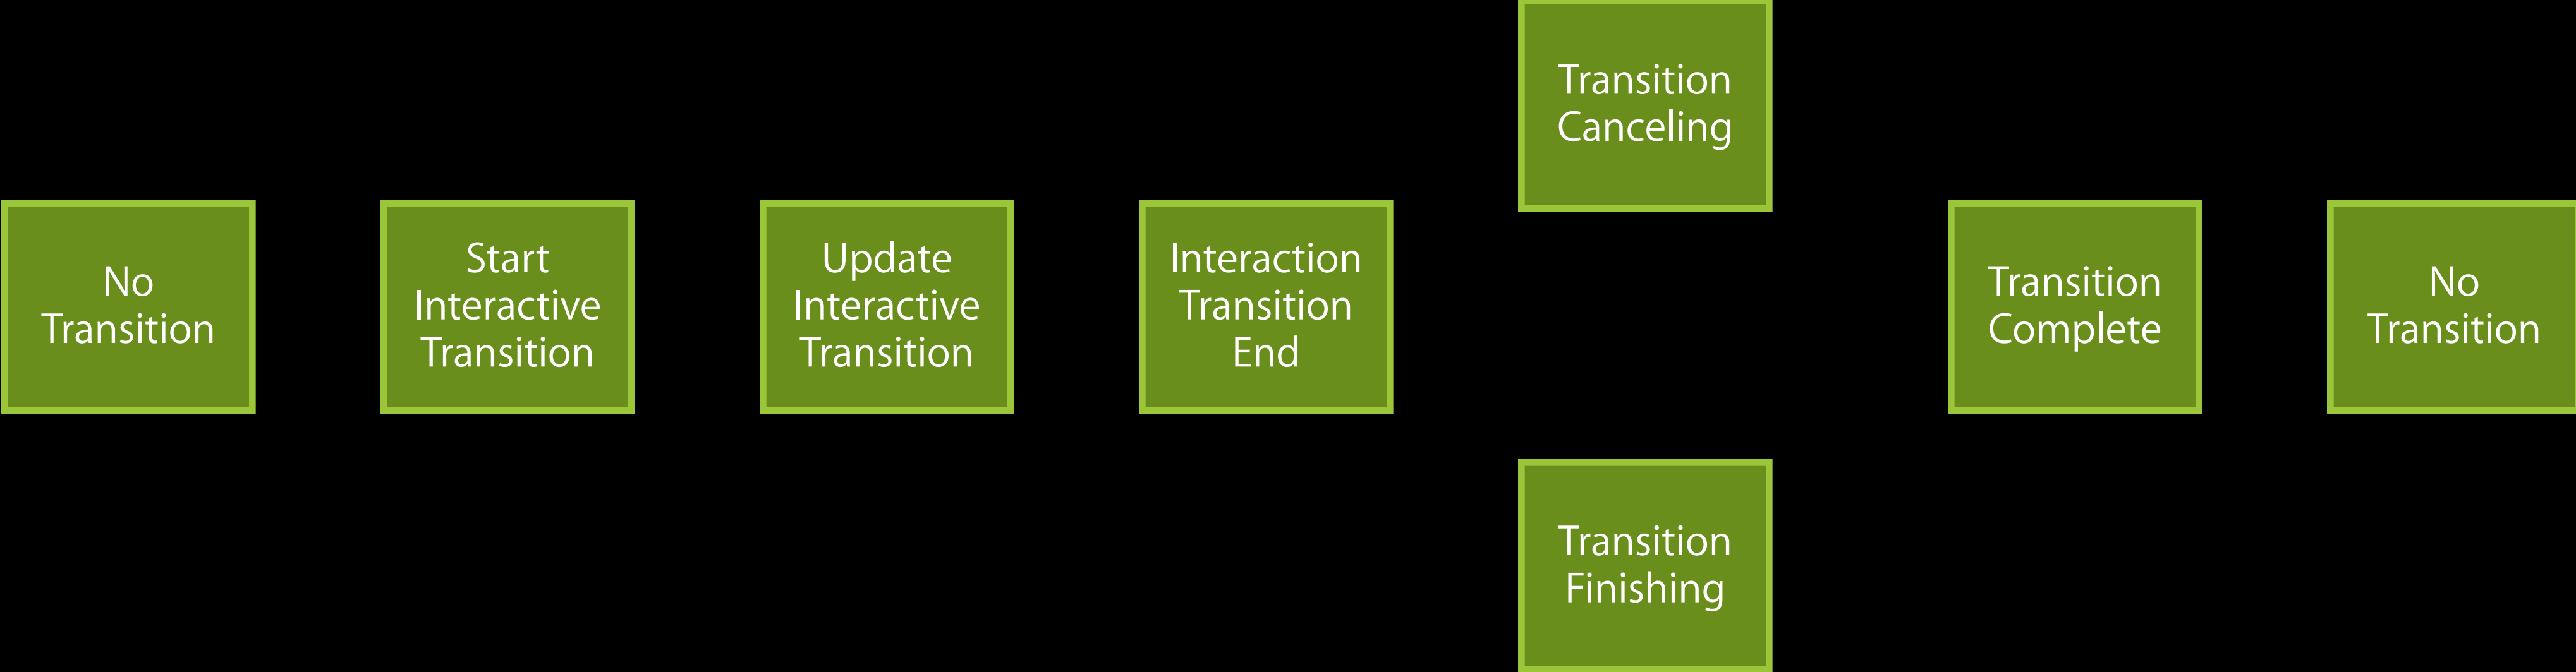 No
Transition
Start
Interactive
Transition
Update
Interactive
Transition
Interaction
Transition
End
Transition
Canceling
Transition
Finishing
Transition
Complete
No
Transition